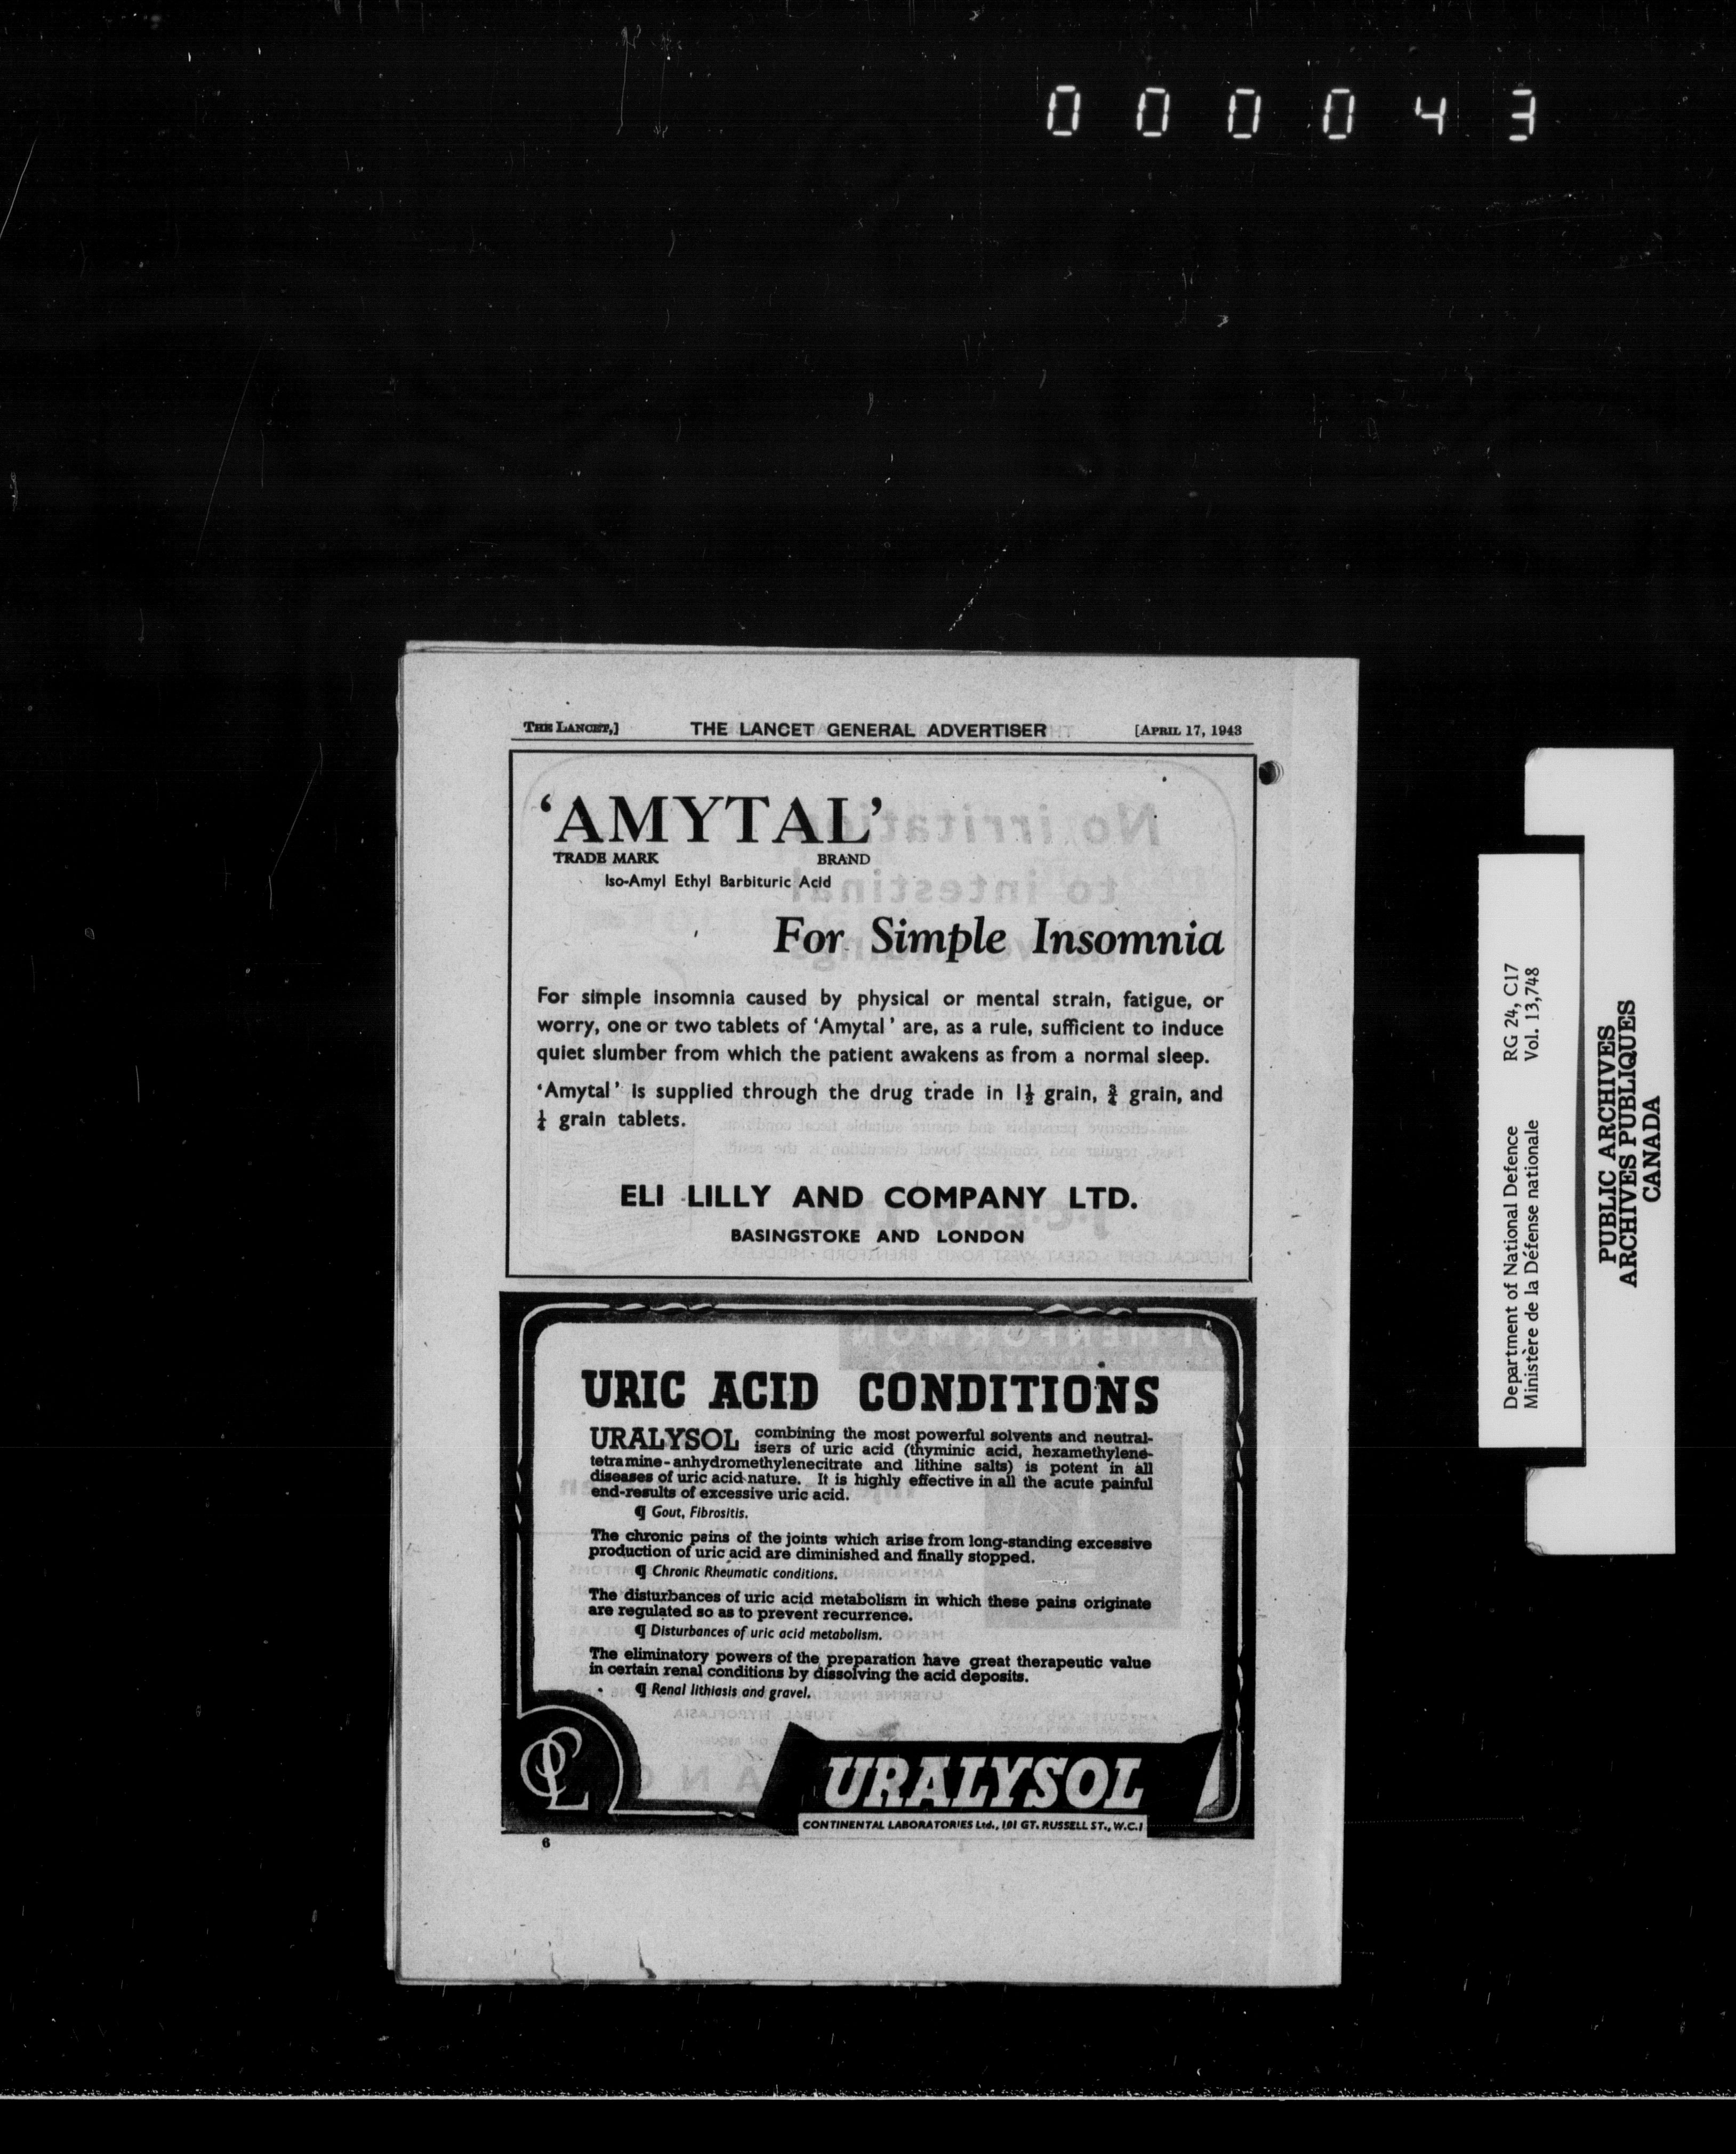 000043
THE LANCET,] THE LANCET GENERAL ADVERTISER [APRIL 17, 1943
‘AMYTAL’
TRADE MARK BRAND
Iso-Amyl Ethyl Barbituric Acid
For Simple Insomnia
For simple insomnia caused by physical or mental strain, fatigue, or
worry, one or two tablets of ‘Amytal’ are, as a rule, sufficient to induce
quiet slumber from which the patient awakens as from a normal sleep.
‘Amytal’ is supplied through the drug trade in 1½ grain, ¾ grain, and
¼ grain tablets.
ELI LILLY AND COMPANY LTD.
BASINGSTOKE AND LONDON
URIC ACID CONDITIONS
URALYSOL combining the most powerful solvents and neutral-
isers of uric acid (thyminic acid, hexamethylene-
tetramine-anhydromethylenecitrate and lithine salts) is potent in all
diseases of uric acid nature. It is highly effective in all the acute painful
end-results of excessive uric acid.
¶ Gout, Fibrositis.
The chronic pains of the joints which arise from long-standing excessive
production of uric acid are diminished and finally stopped.
¶ Chronic Rheumatic conditions.
The disturbances of uric acid metabolism in which these pains originate
are regulated so as to prevent recurrence.
¶ Disturbances of uric acid metabolism.
The eliminatory powers of the preparation have great therapeutic value
in certain renal conditions by dissolving the acid deposits.
¶ Renal lithiasis and gravel.
URALYSOL
CONTINENTAL LABORATORIES Ltd., 101 GT. RUSSELL ST., W.C.1
6
Department of National Defence RG 24, C17
Ministère de la Défense nationale Vol. 13,748
PUBLIC ARCHIVES
ARCHIVES PUBLIQUES
CANADA